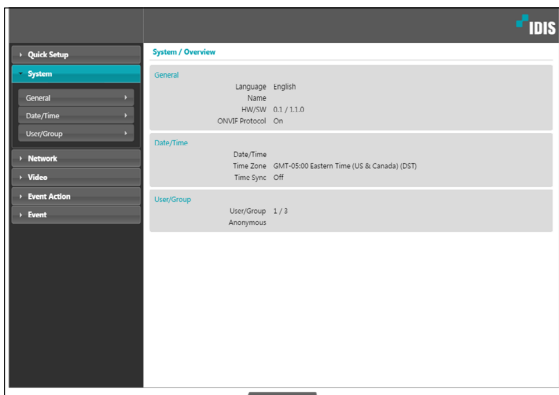 IDIS
Quick Setup
System
General
Date/Time
User/Group
Network
Video
Event Action
Event
System / Overview
General
Language English
Name
HW/SW 0.1 / 1.1.0
ONVIF Protocol On
Date/Time
Date/Time
Time Zone GMT-05:00 Eastern Time (US & Canada) (DST)
Time Sync Off
User/Group
User/Group 1 / 3
Anonymous